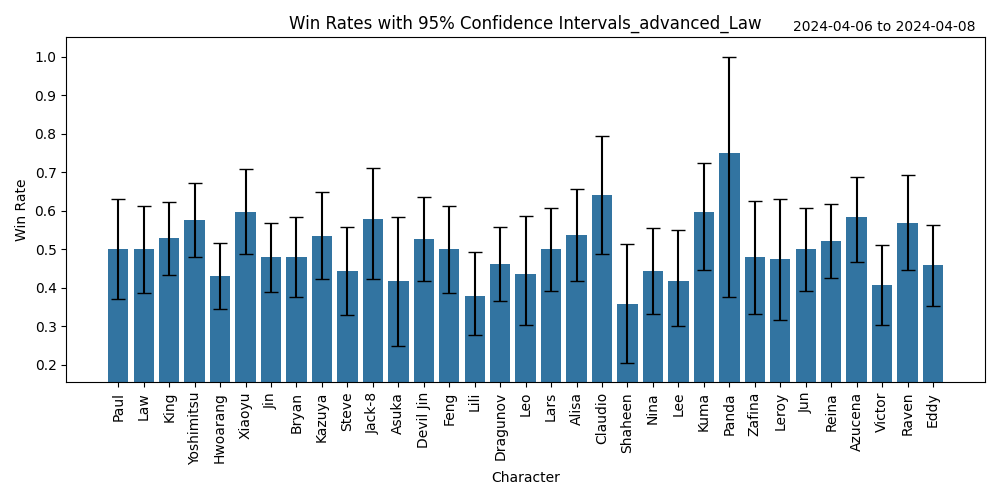 Win Rates with 95% Confidence Intervals_advanced_Law
2024-04-06 to 2024-04-08
Win Rate
1.0
0.9
0.8
0.7
0.6
0.5
0.4
0.3
0.2
Paul
Law
King
Yoshimitsu
Hwoarang
Xiaoyu
Jin
Bryan
Kazuya
Steve
Jack-8
Asuka
Devil Jin
Feng
Lili
Dragunov
Leo
Lars
Alisa
Claudio
Shaheen
Nina
Lee
Kuma
Panda
Zafina
Leroy
Jun
Reina
Azucena
Victor
Raven
Eddy
Character